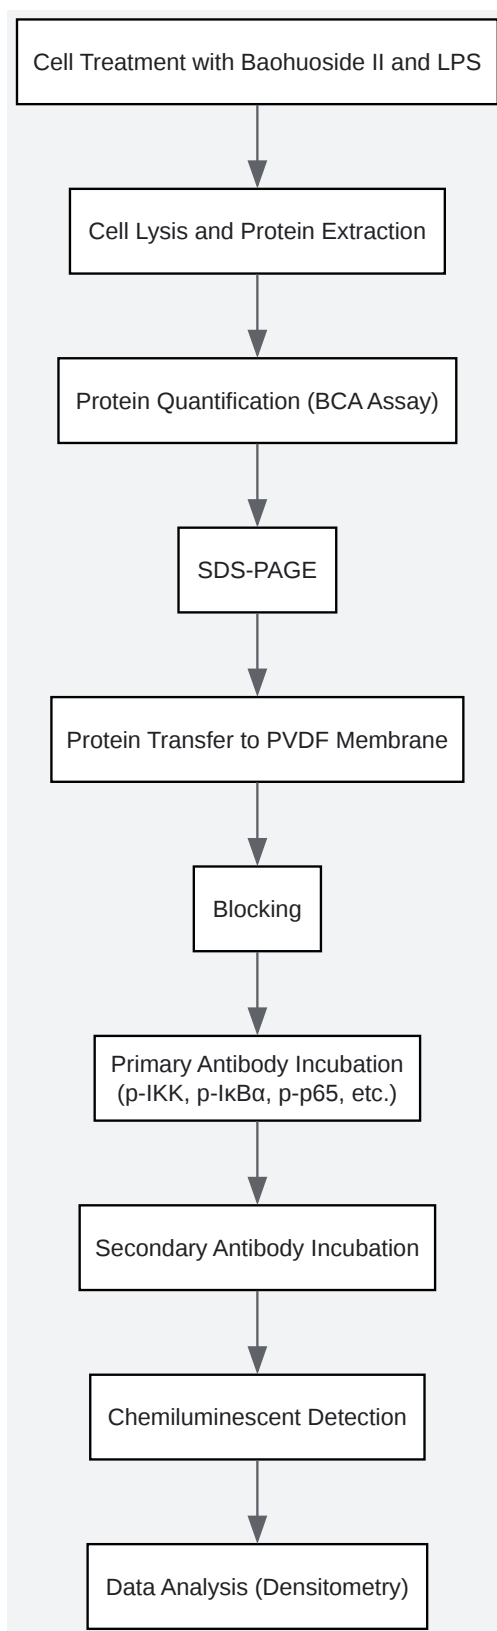 Cell Treatment with Baohuoside II and LPS
Cell Lysis and Protein Extraction
Protein Quantification (BCA Assay)
SDS-PAGE
Protein Transfer to PVDF Membrane
Blocking
Primary Antibody Incubation
(p-IKK, p-IκBα, p-p65, etc.)
Secondary Antibody Incubation
Chemiluminescent Detection
Data Analysis (Densitometry)